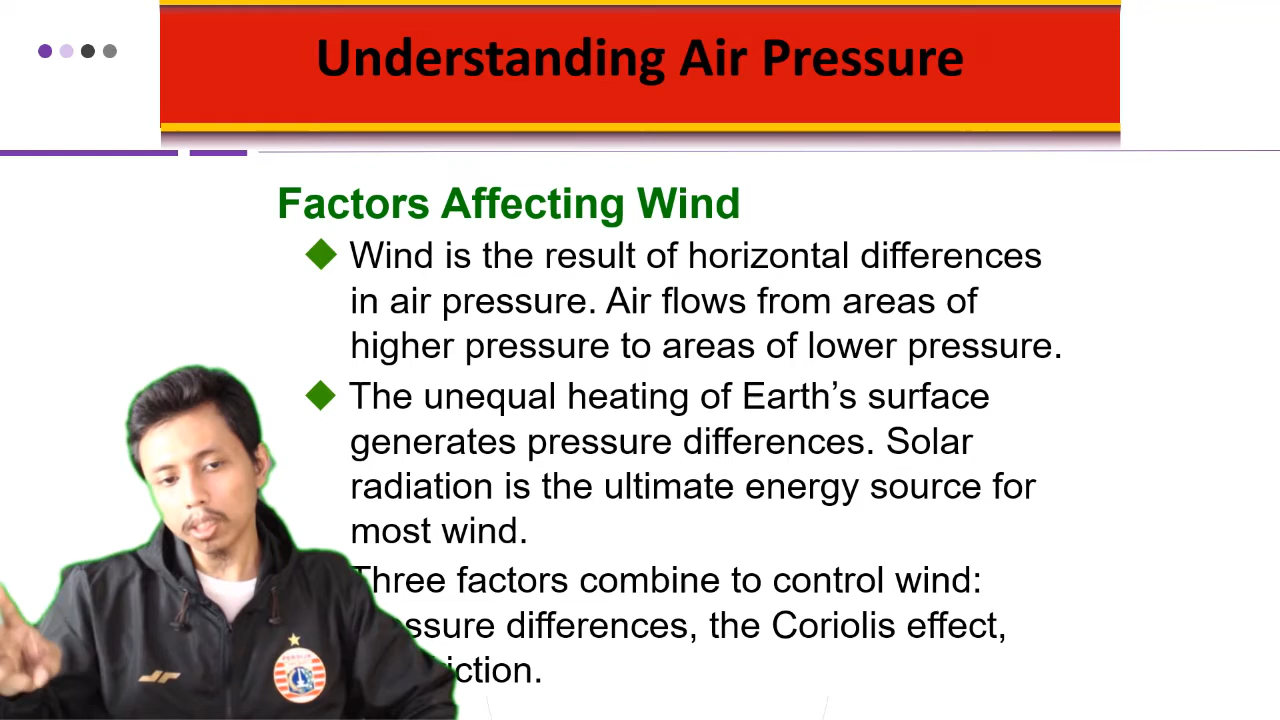 Understanding Air Pressure
Factors Affecting Wind
Wind is the result of horizontal differences
in air pressure. Air flows from areas of
higher pressure to areas of lower pressure.
The unequal heating of Earth’s surface
generates pressure differences. Solar
radiation is the ultimate energy source for
most wind.
Three factors combine to control wind:
differences, the Coriolis effect,